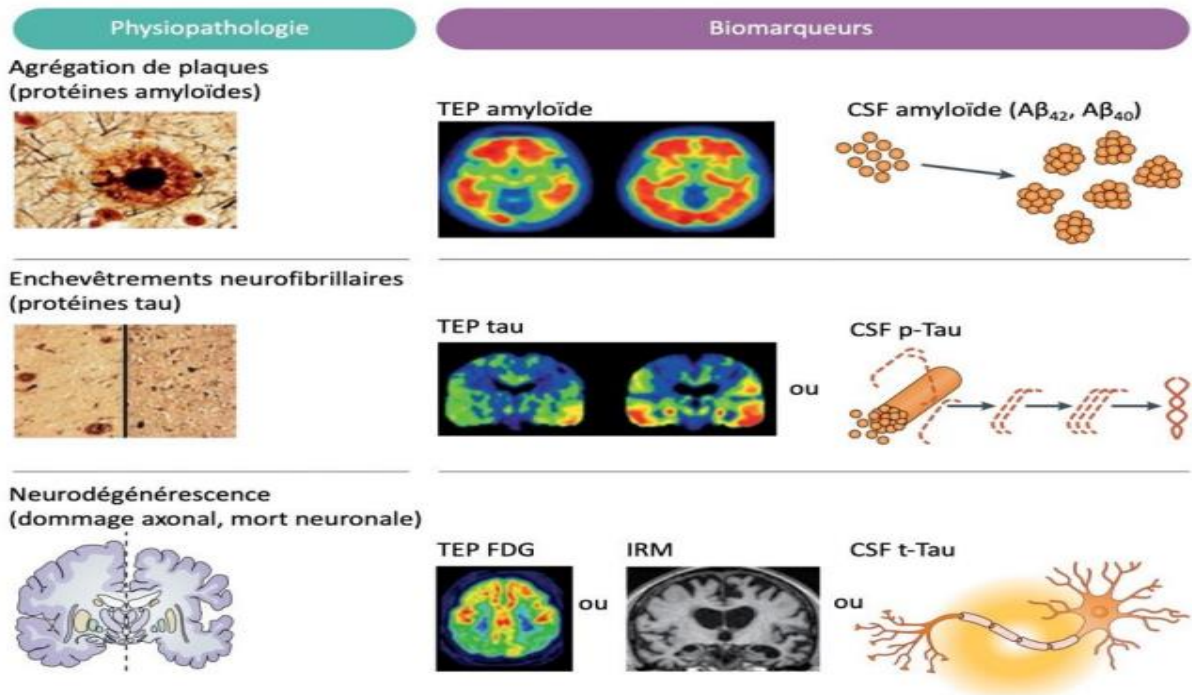 Physiopathologie
Biomarqueurs
Agrégation de plaques
(protéines amyloïdes)
TEP amyloïde
CSF amyloïde (Aβ₄₂, Aβ₄₀)
Enchevêtrements neurofibrillaires
(protéines tau)
TEP tau
ou
CSF p-Tau
Neurodégénérescence
(dommage axonal, mort neuronale)
TEP FDG
ou
IRM
ou
CSF t-Tau